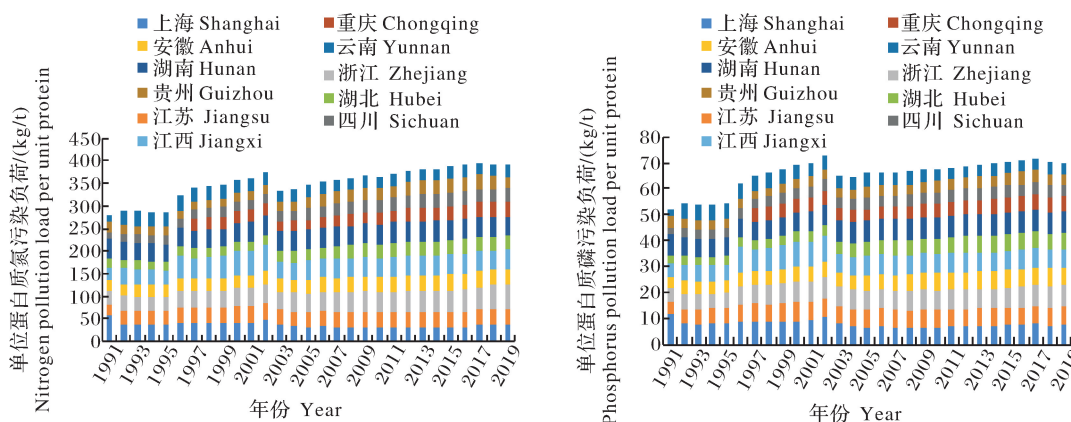 上海 Shanghai 重庆 Chongqing
安徽 Anhui 云南 Yunnan
湖南 Hunan 浙江 Zhejiang
贵州 Guizhou 湖北 Hubei
江苏 Jiangsu 四川 Sichuan
江西 Jiangxi
单位蛋白质氮污染负荷/(kg/t)
Nitrogen pollution load per unit protein
450
400
350
300
250
200
150
100
50
0
1991 1993 1995 1997 1999 2001 2003 2005 2007 2009 2011 2013 2015 2017 2019
年份 Year
上海 Shanghai 重庆 Chongqing
安徽 Anhui 云南 Yunnan
湖南 Hunan 浙江 Zhejiang
贵州 Guizhou 湖北 Hubei
江苏 Jiangsu 四川 Sichuan
江西 Jiangxi
单位蛋白质磷污染负荷/(kg/t)
Phosphorus pollution load per unit protein
80
70
60
50
40
30
20
10
0
1991 1993 1995 1997 1999 2001 2003 2005 2007 2009 2011 2013 2015 2017 2019
年份 Year